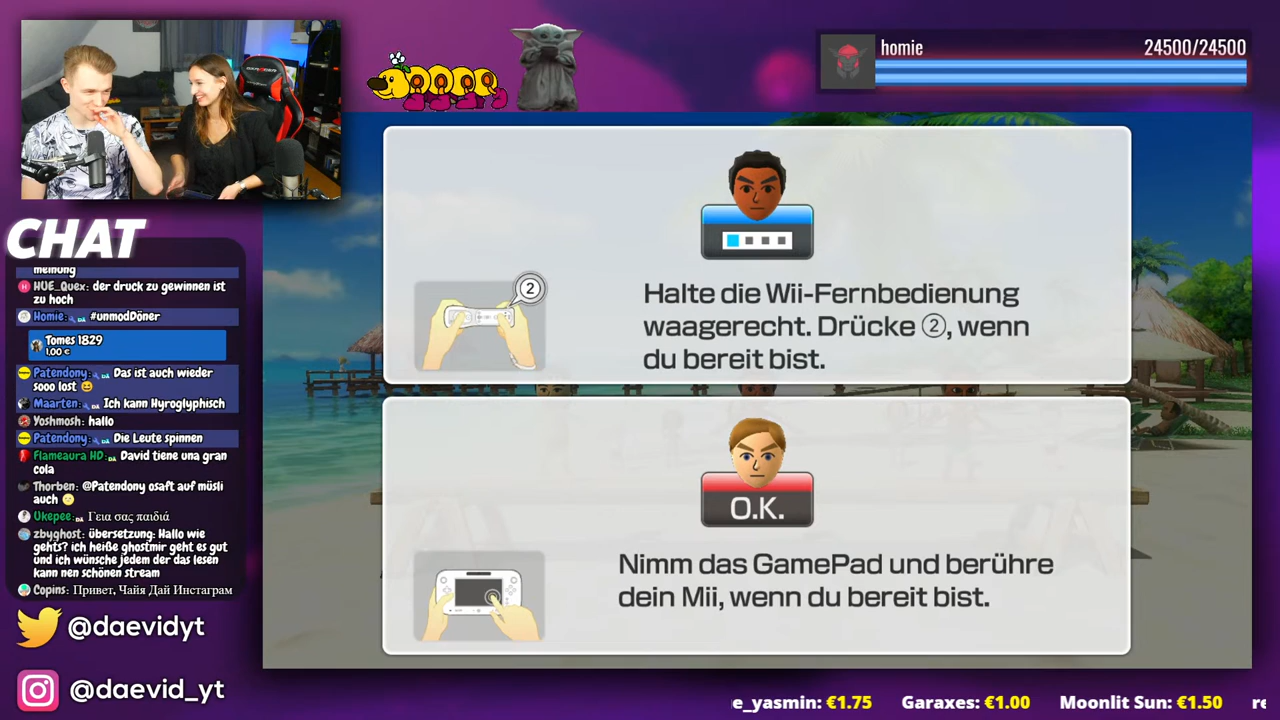 homie
24500/24500
CHAT
meinung
HUE_Quex: der druck zu gewinnen ist
zu hoch
Homie: #unmodDöner
Tomes 1829
1.00 €
Patendony: Das ist auch wieder
sooo lost
Maarten: Ich kann Hyroglyphisch
Yoshmosh: hallo
Patendony: Die Leute spinnen
Flameaura HD: David tiene una gran
cola
Thorben: @Patendony osaft auf müsli
auch
Ukepee: Γεια σας παιδιά
zbyghost: übersetzung: Hallo wie
gehts? ich heiße ghostmir geht es gut
und ich wünsche jedem der das lesen
kann nen schönen stream
Copins: Привет, Чайя Дай Инстаграм
@daevidyt
@daevid_yt
2
Halte die Wii-Fernbedienung
waagerecht. Drücke ②, wenn
du bereit bist.
O.K.
Nimm das GamePad und berühre
dein Mii, wenn du bereit bist.
e_yasmin: €1.75 Garaxes: €1.00 Moonlit Sun: €1.50 re